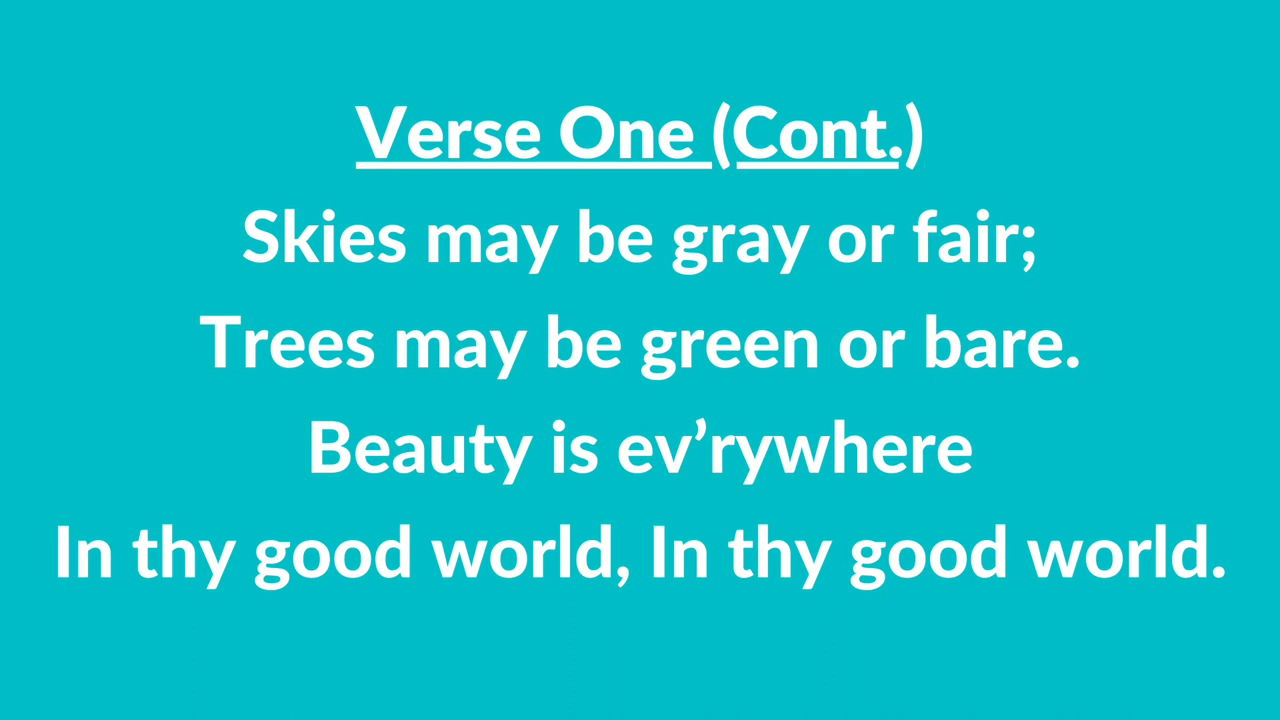 Verse One (Cont.)
Skies may be gray or fair;
Trees may be green or bare.
Beauty is ev’rywhere
In thy good world, In thy good world.